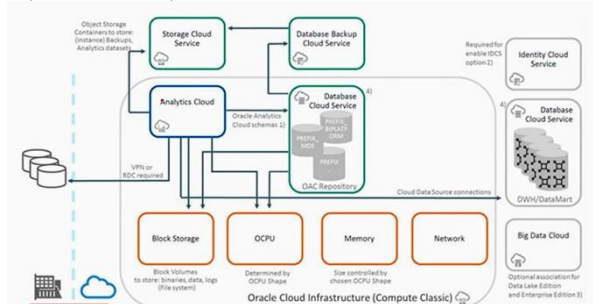 Object Storage
Containers to store:
(instance) Backups,
Analytics datasets
Storage Cloud
Service
Database Backup
Cloud Service
Required for
enable IDCS
option 2)
Identity Cloud
Service
Analytics Cloud
Oracle Analytics
Cloud schemas 1)
4)
Database
Cloud Service
PREFIX_
BIPLATF
ORM
PREFIX_
MDS
PREFIX
...
OAC Repository
4)
Database
Cloud Service
DWH/DataMart
VPN or
RDC required
Cloud Data Source connections
Block Storage
OCPU
Memory
Network
Big Data Cloud
Block Volumes
to store: binaries, data, logs
(File system)
Determined by
OCPU Shape
Size controlled by
chosen OCPU Shape
Optional association for
Data Lake Edition
and Enterprise Edition 3)
Oracle Cloud Infrastructure (Compute Classic)